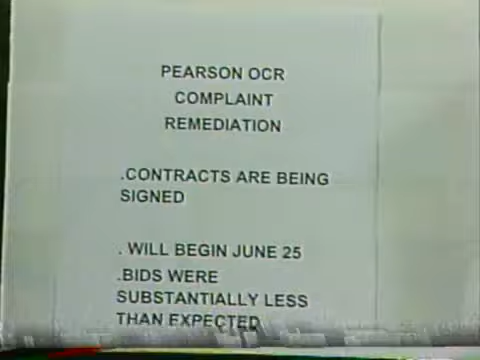 PEARSON OCR
COMPLAINT
REMEDIATION
.CONTRACTS ARE BEING
SIGNED
. WILL BEGIN JUNE 25
.BIDS WERE
SUBSTANTIALLY LESS
THAN EXPECTED